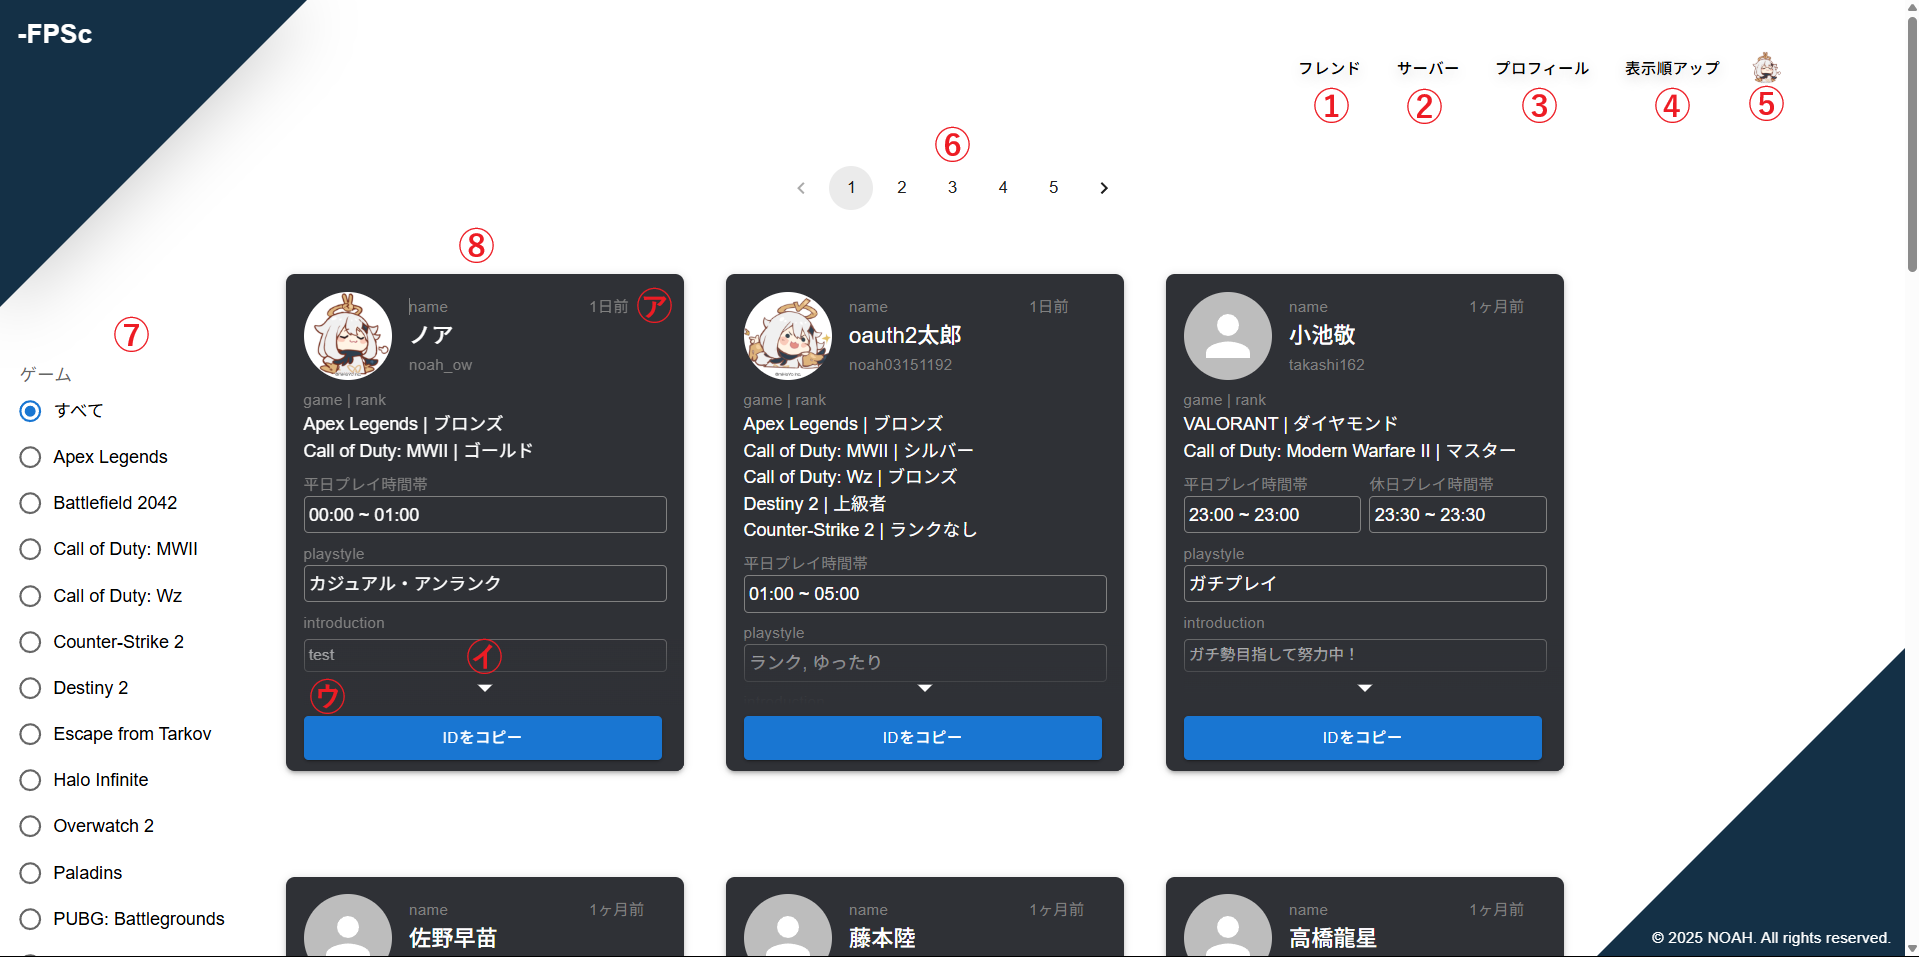 -FPSc
フレンド サーバー プロフィール 表示順アップ
① ② ③ ④ ⑤
⑥
1 2 3 4 5
⑧
⑦
ゲーム
すべて
Apex Legends
Battlefield 2042
Call of Duty: MWII
Call of Duty: Wz
Counter-Strike 2
Destiny 2
Escape from Tarkov
Halo Infinite
Overwatch 2
Paladins
PUBG: Battlegrounds
name 1日前 ㋐
ノア
noah_ow
game | rank
Apex Legends | ブロンズ
Call of Duty: MWII | ゴールド
平日プレイ時間帯
00:00 ~ 01:00
playstyle
カジュアル・アンランク
introduction
test ㋑
㋒
IDをコピー
name 1日前
oauth2太郎
noah03151192
game | rank
Apex Legends | ブロンズ
Call of Duty: MWII | シルバー
Call of Duty: Wz | ブロンズ
Destiny 2 | 上級者
Counter-Strike 2 | ランクなし
平日プレイ時間帯
01:00 ~ 05:00
playstyle
ランク, ゆったり
IDをコピー
name 1ヶ月前
小池敬
takashi162
game | rank
VALORANT | ダイヤモンド
Call of Duty: Modern Warfare II | マスター
平日プレイ時間帯 休日プレイ時間帯
23:00 ~ 23:00 23:30 ~ 23:30
playstyle
ガチプレイ
introduction
ガチ勢目指して努力中！
IDをコピー
name 1ヶ月前
佐野早苗
name 1ヶ月前
藤本陸
name 1ヶ月前
高橋龍星
© 2025 NOAH. All rights reserved.